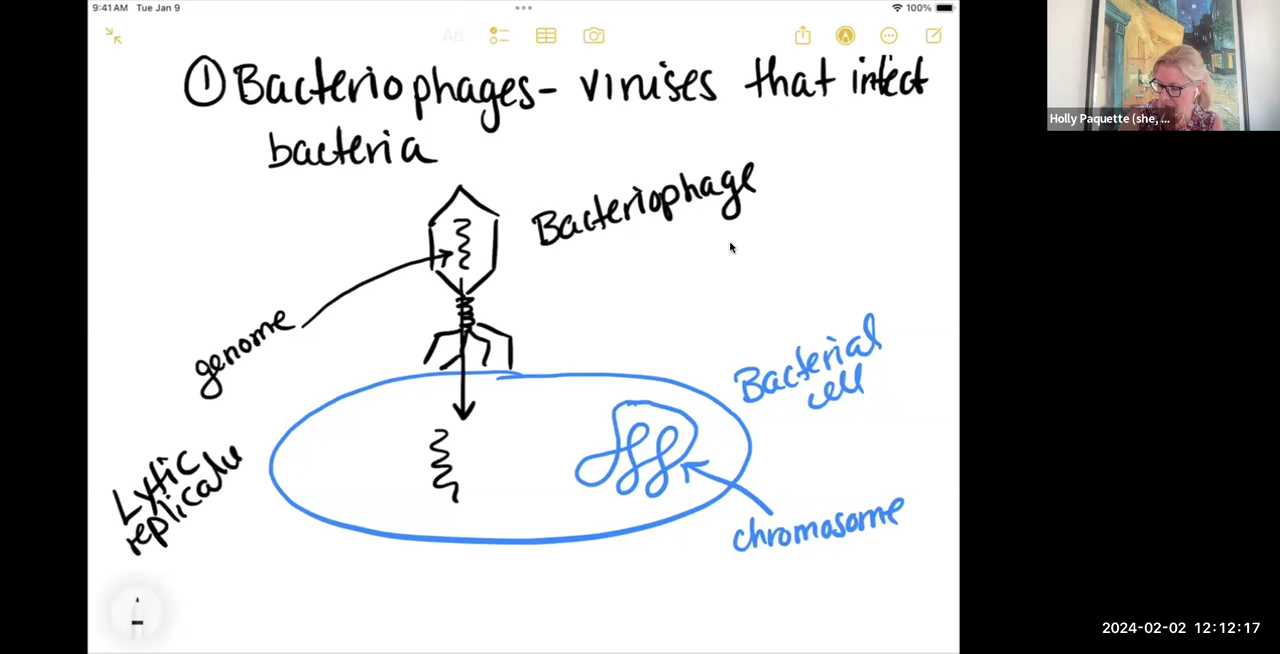 9:41 AM Tue Jan 9
100%
① Bacteriophages - viruses that infect
bacteria
Bacteriophage
genome
Bacterial
cell
Lytic
chromosome
Holly Paquette (she, ...
2024-02-02 12:12:17